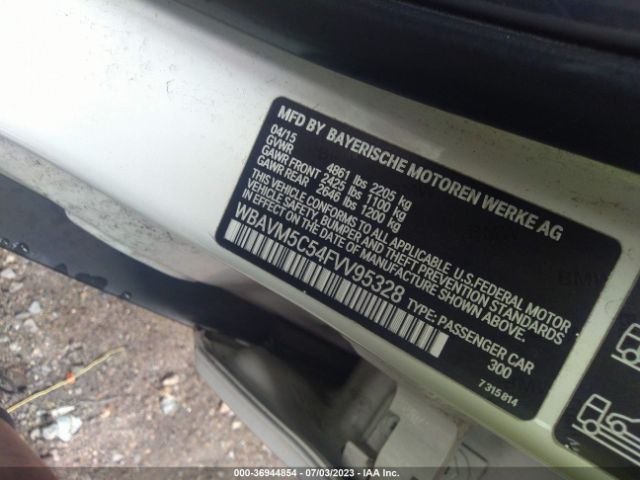 MFD BY BAYERISCHE MOTOREN WERKE AG
04/15
GVWR 4861 lbs 2205 kg
GAWR FRONT 2425 lbs 1100 kg
GAWR REAR 2646 lbs 1200 kg
THIS VEHICLE CONFORMS TO ALL APPLICABLE U.S. FEDERAL MOTOR
VEHICLE SAFETY, BUMPER AND THEFT PREVENTION STANDARDS
IN EFFECT ON THE DATE OF MANUFACTURE SHOWN ABOVE.
WBAVM5C54FVV95328 TYPE: PASSENGER CAR
300
7 315 B14
000-36944854 - 07/03/2023 - IAA Inc.